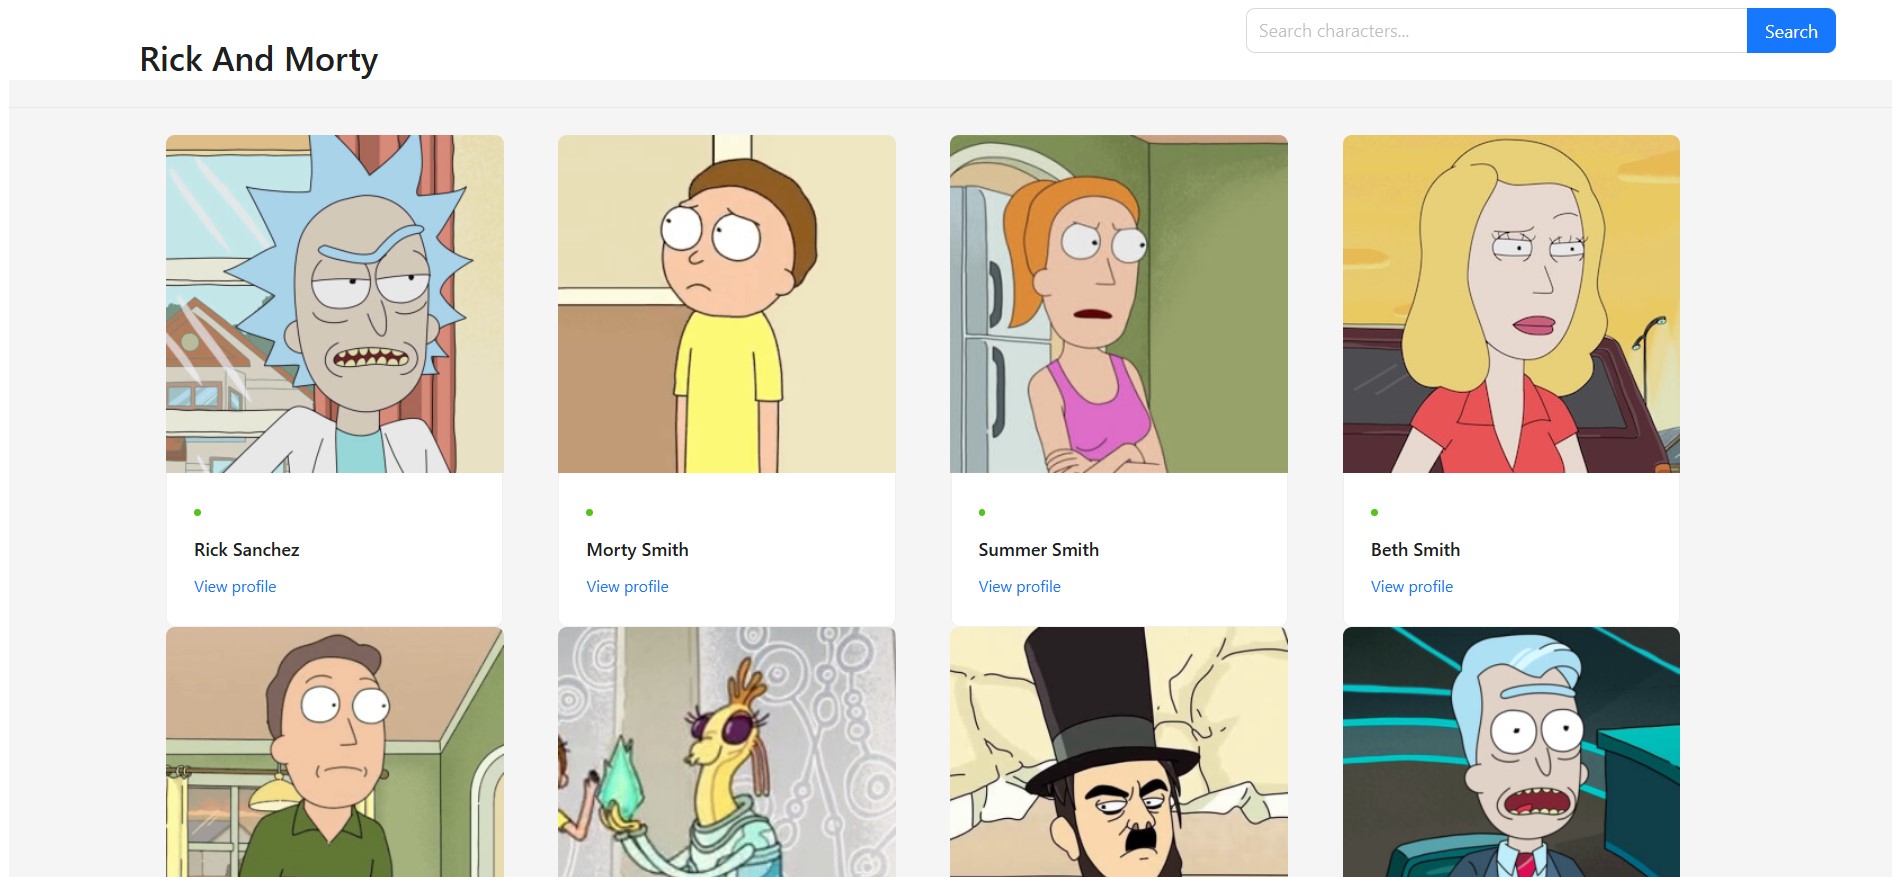 Rick And Morty
Search characters...
Search
Rick Sanchez
View profile
Morty Smith
View profile
Summer Smith
View profile
Beth Smith
View profile